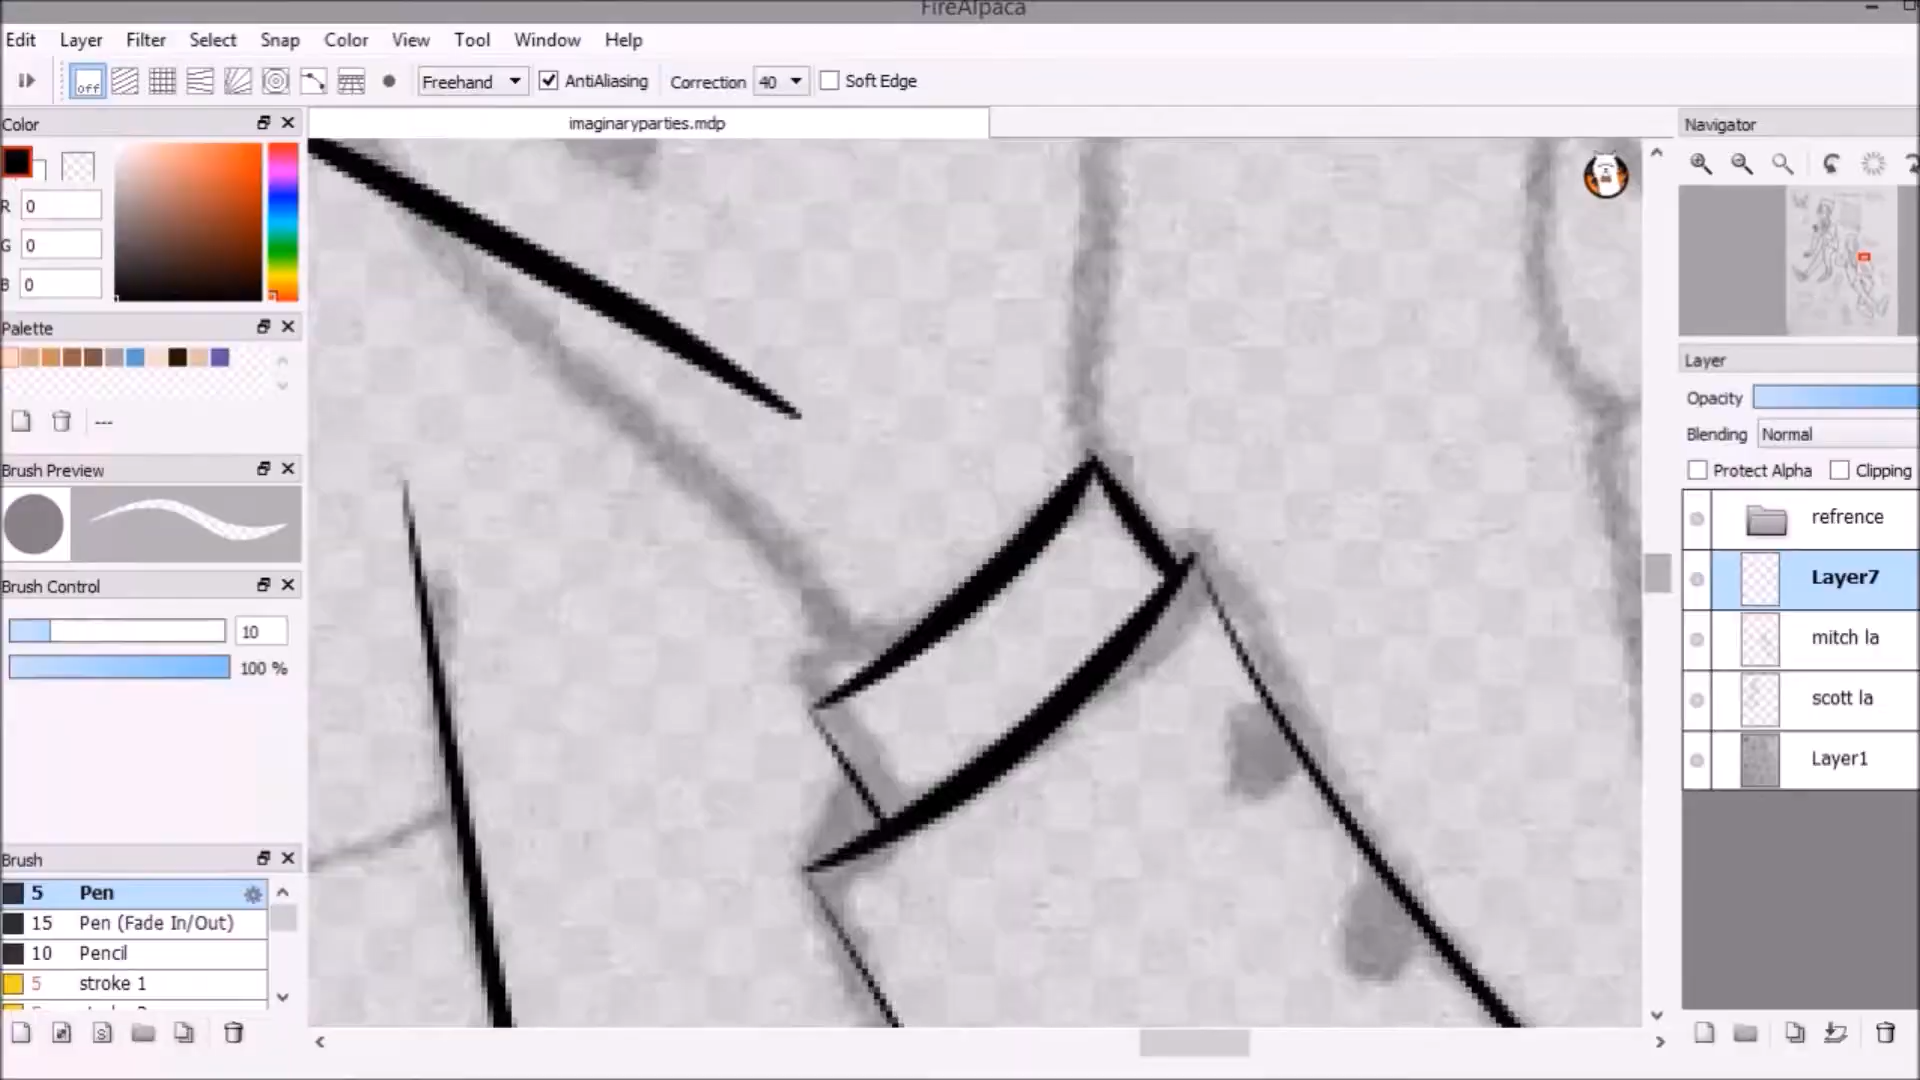 FireAlpaca
Edit Layer Filter Select Snap Color View Tool Window Help
off Freehand AntiAliasing Correction 40 Soft Edge
Color
imaginaryparties.mdp
Navigator
R 0
G 0
B 0
Palette
---
Layer
Opacity
Blending Normal
Protect Alpha Clipping
Brush Preview
refrence
Layer7
Brush Control
10
mitch la
100 %
scott la
Layer1
Brush
5 Pen
15 Pen (Fade In/Out)
10 Pencil
5 stroke 1